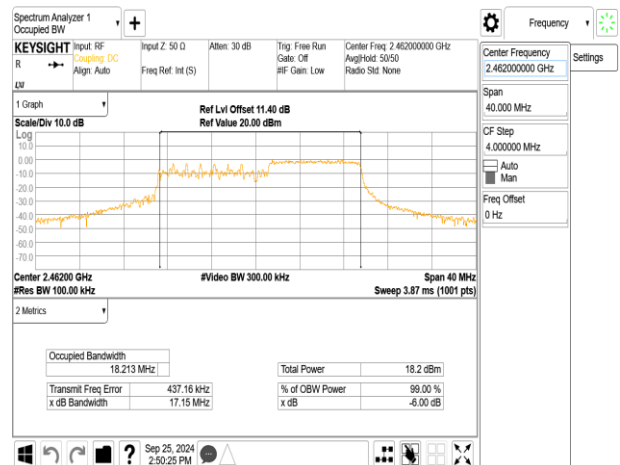 Spectrum Analyzer 1
Occupied BW
+
Frequency
KEYSIGHT
Input: RF
Coupling: DC
Align: Auto
Input Z: 50 Ω
Freq Ref: Int (S)
Atten: 30 dB
Trig: Free Run
Gate: Off
#IF Gain: Low
Center Freq: 2.462000000 GHz
Avg|Hold: 50/50
Radio Std: None
R
Center Frequency
2.462000000 GHz
Settings
Span
40.000 MHz
CF Step
4.000000 MHz
Auto
Man
Freq Offset
0 Hz
1 Graph
Scale/Div 10.0 dB
Ref Lvl Offset 11.40 dB
Ref Value 20.00 dBm
Log
10.0
0.00
-10.0
-20.0
-30.0
-40.0
-50.0
-60.0
-70.0
Center 2.46200 GHz
#Res BW 100.00 kHz
#Video BW 300.00 kHz
Span 40 MHz
Sweep 3.87 ms (1001 pts)
2 Metrics
Occupied Bandwidth
18.213 MHz
Transmit Freq Error 437.16 kHz
x dB Bandwidth 17.15 MHz
Total Power 18.2 dBm
% of OBW Power 99.00 %
x dB -6.00 dB
?
Sep 25, 2024
2:50:25 PM